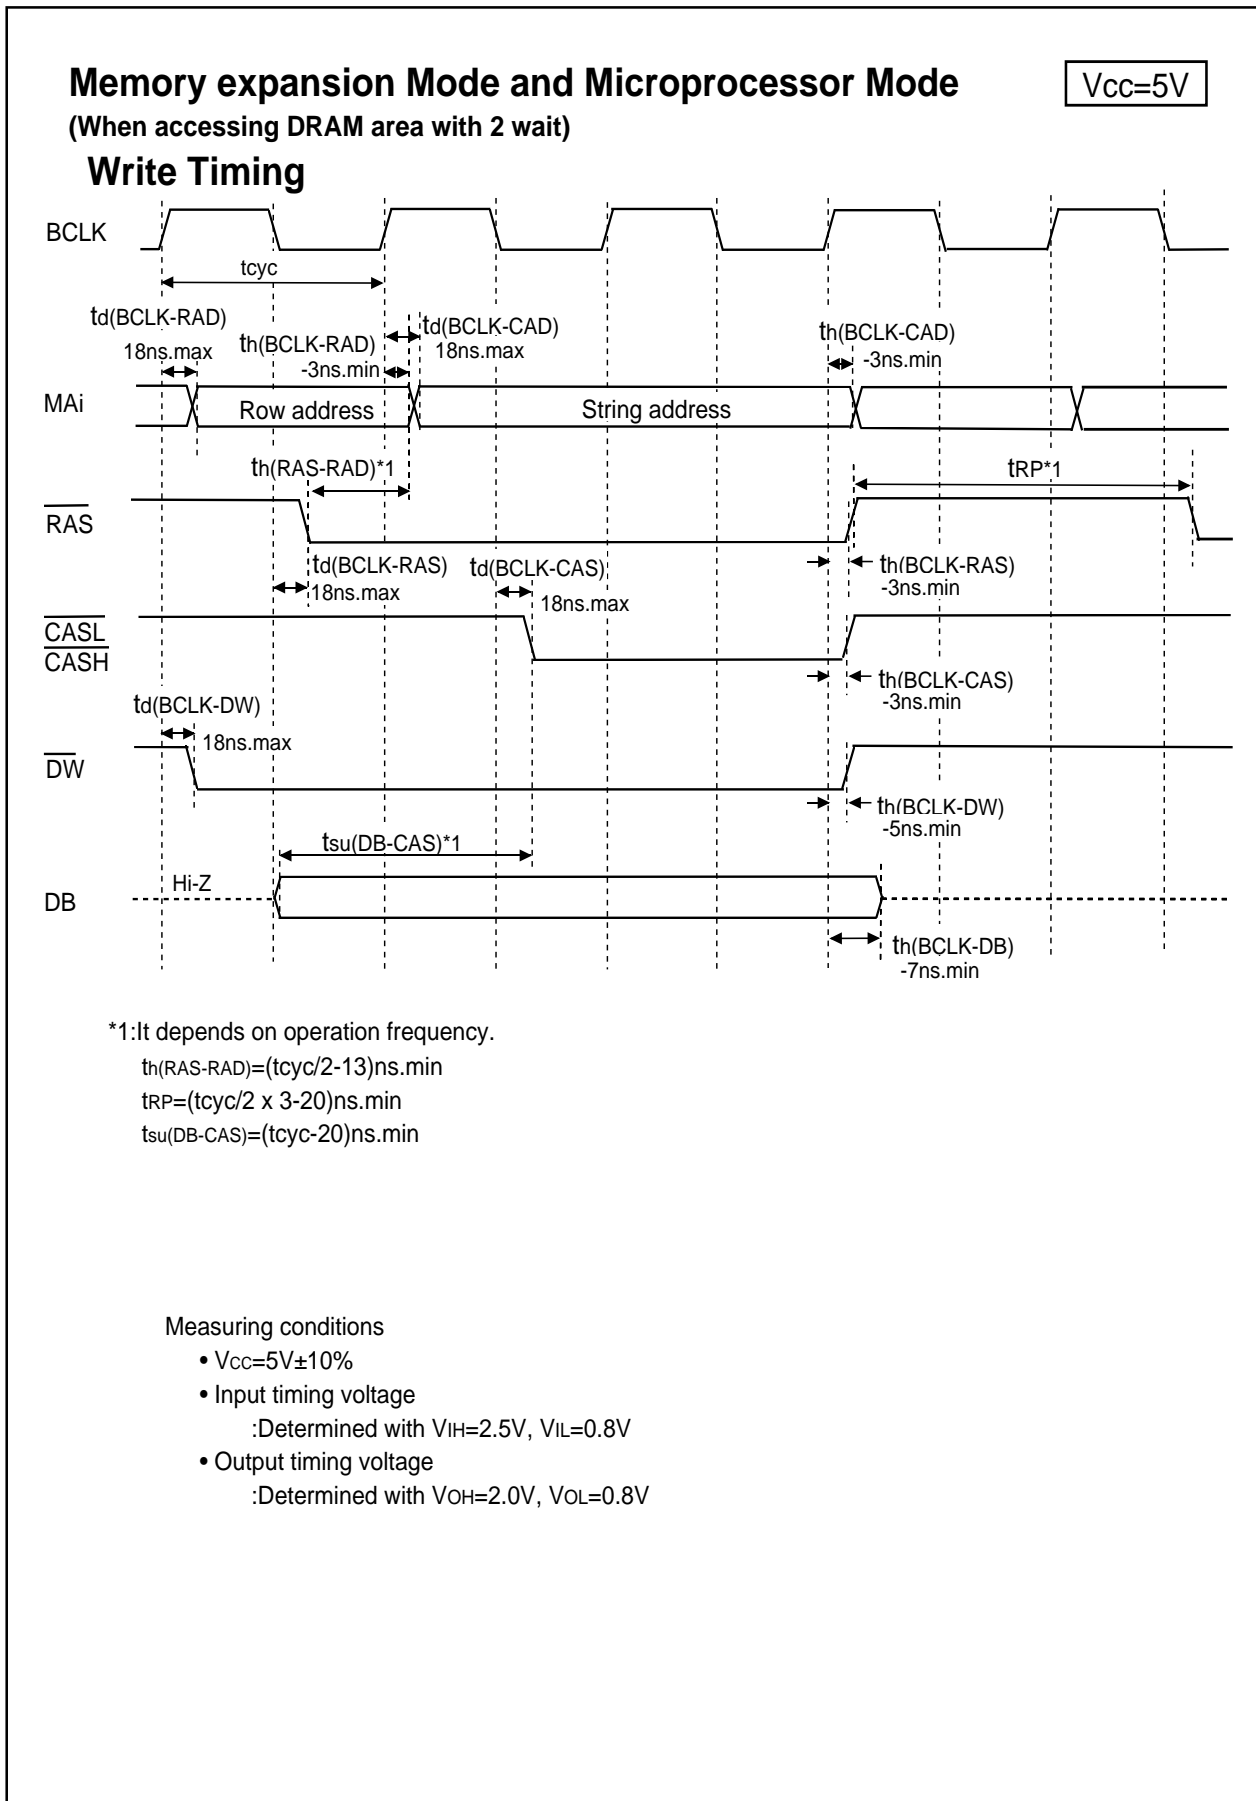 Memory expansion Mode and Microprocessor Mode
Vcc=5V
(When accessing DRAM area with 2 wait)
Write Timing
BCLK
tcyc
td(BCLK-RAD)
18ns.max
th(BCLK-RAD)
-3ns.min
td(BCLK-CAD)
18ns.max
th(BCLK-CAD)
-3ns.min
MAi
Row address
String address
th(RAS-RAD)*1
tRP*1
RAS
td(BCLK-RAS)
18ns.max
td(BCLK-CAS)
18ns.max
th(BCLK-RAS)
-3ns.min
CASL
CASH
th(BCLK-CAS)
-3ns.min
td(BCLK-DW)
18ns.max
DW
th(BCLK-DW)
-5ns.min
tsu(DB-CAS)*1
Hi-Z
DB
th(BCLK-DB)
-7ns.min
*1:It depends on operation frequency.
th(RAS-RAD)=(tcyc/2-13)ns.min
tRP=(tcyc/2 x 3-20)ns.min
tsu(DB-CAS)=(tcyc-20)ns.min
Measuring conditions
• VCC=5V±10%
• Input timing voltage
:Determined with VIH=2.5V, VIL=0.8V
• Output timing voltage
:Determined with VOH=2.0V, VOL=0.8V